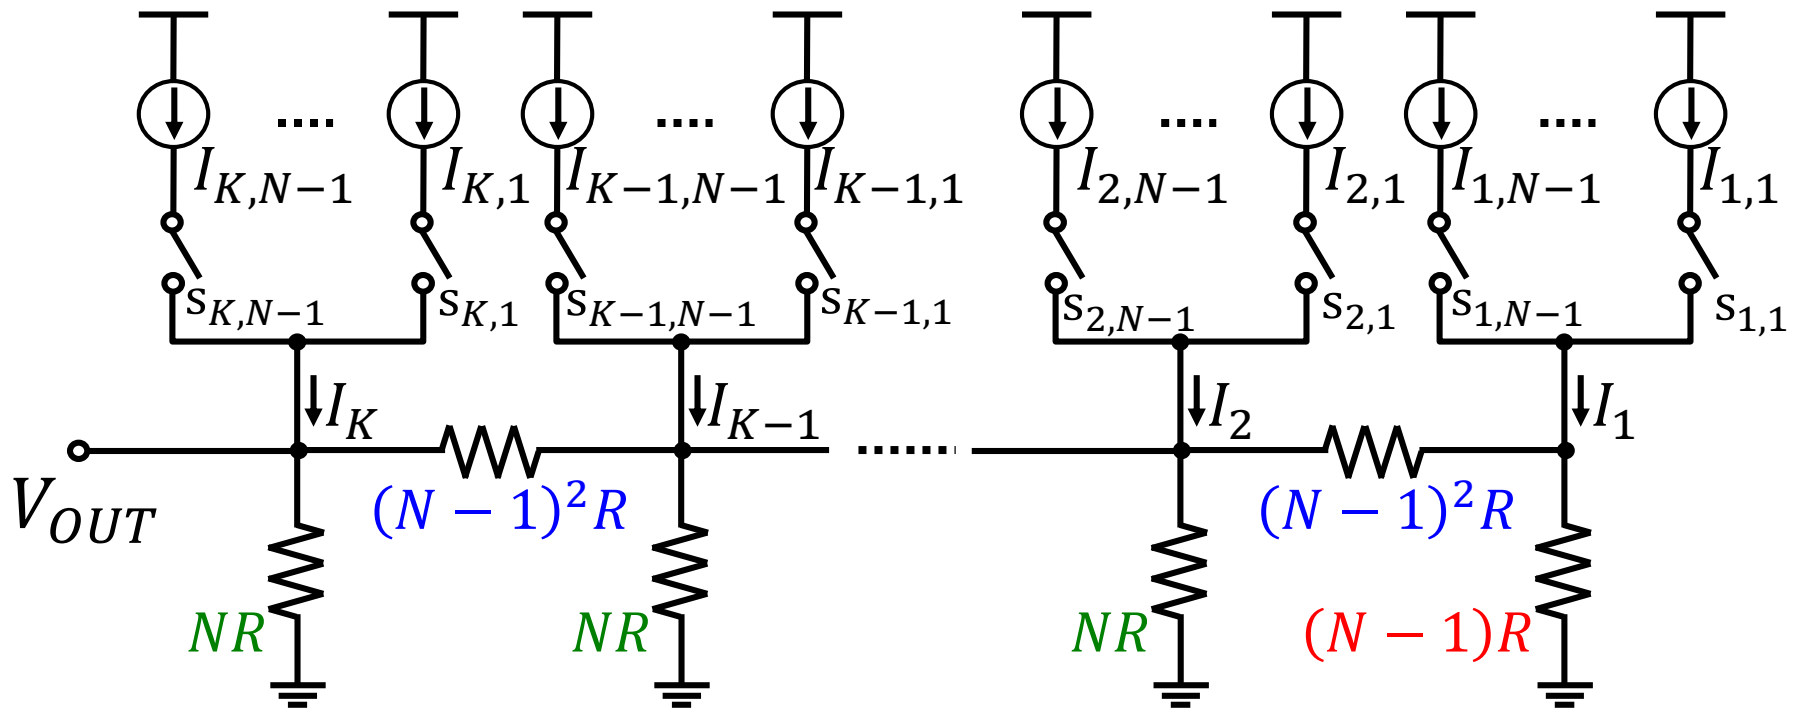 I_{K,N−1} I_{K,1} I_{K−1,N−1} I_{K−1,1} I_{2,N−1} I_{2,1} I_{1,N−1} I_{1,1}
s_{K,N−1} s_{K,1} s_{K−1,N−1} s_{K−1,1} s_{2,N−1} s_{2,1} s_{1,N−1} s_{1,1}
I_K I_{K−1} I_2 I_1
V_{OUT} (N − 1)²R (N − 1)²R
NR NR NR (N − 1)R